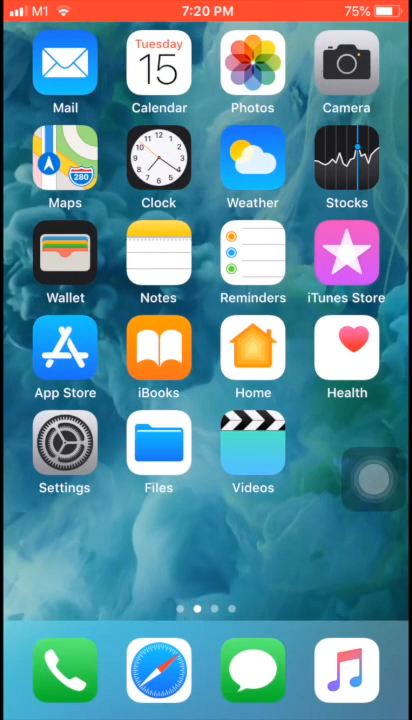 M1 7:20 PM 75%
Tuesday
15
280
Mail Calendar Photos Camera
Maps Clock Weather Stocks
Wallet Notes Reminders iTunes Store
App Store iBooks Home Health
Settings Files Videos